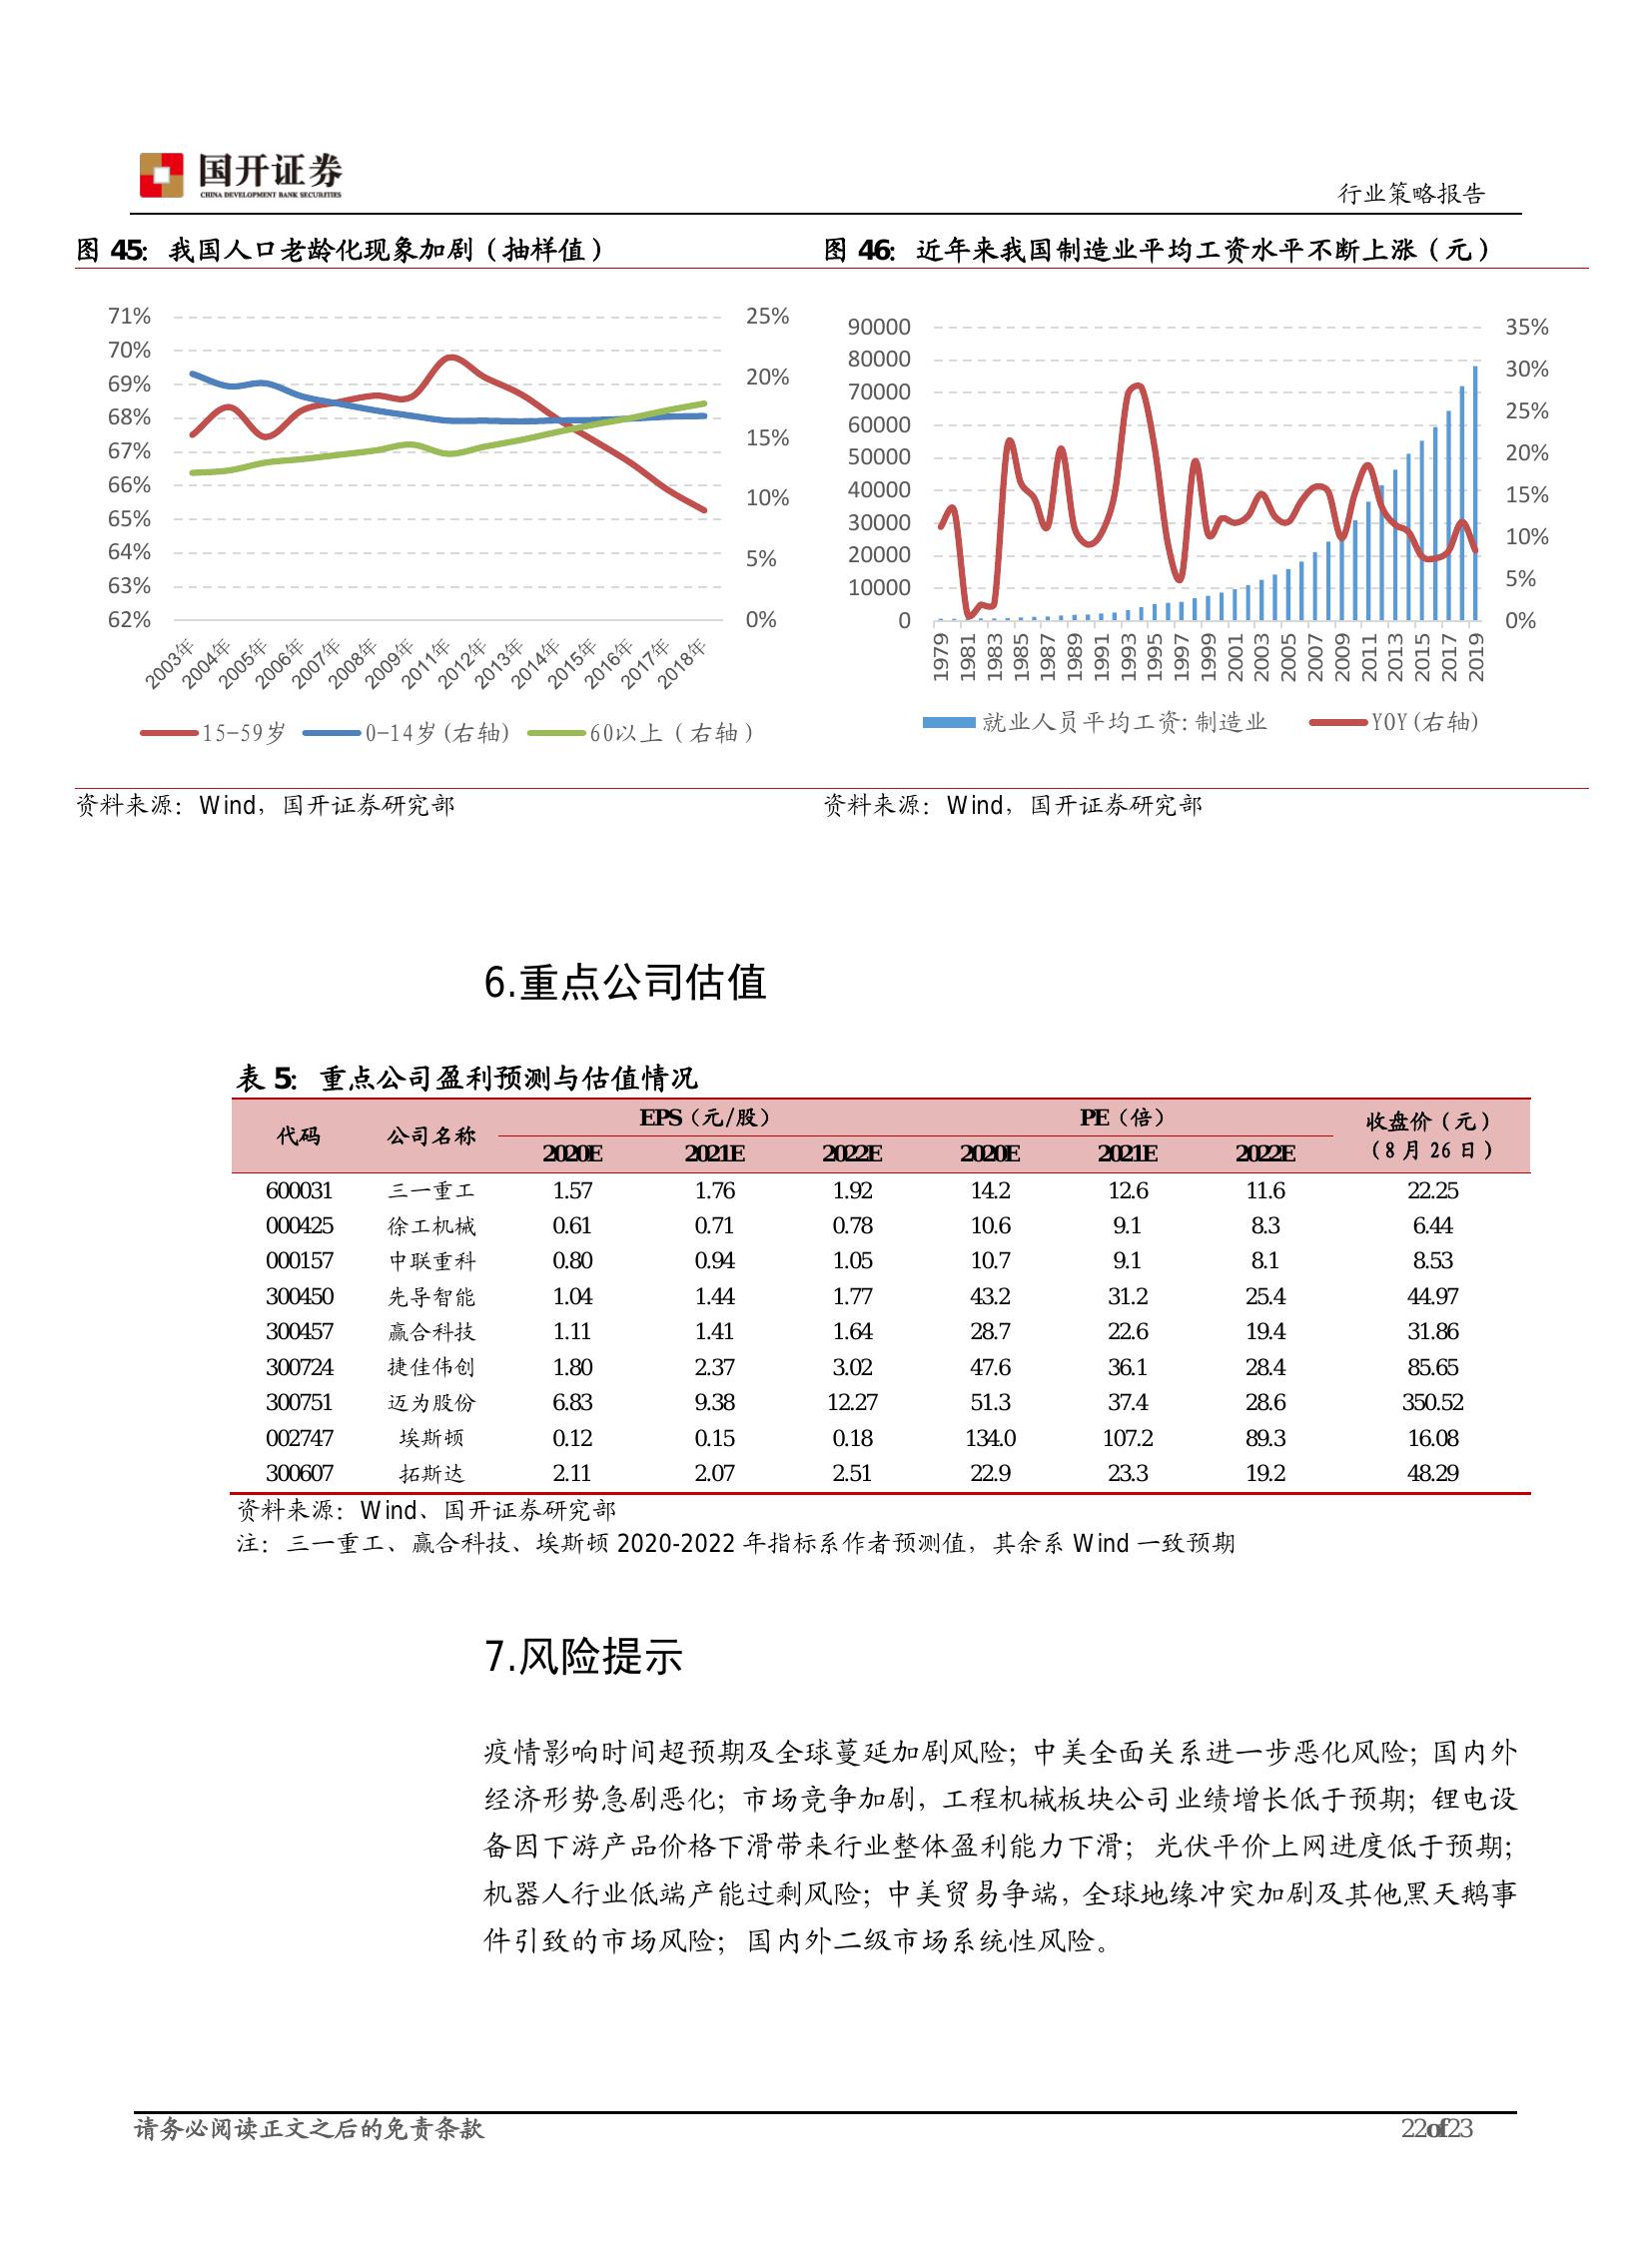 国开证券
CHINA DEVELOPMENT BANK SECURITIES
行业策略报告
图 45: 我国人口老龄化现象加剧（抽样值）
71%
70%
69%
68%
67%
66%
65%
64%
63%
62%
25%
20%
15%
10%
5%
0%
2003年 2004年 2005年 2006年 2007年 2008年 2009年 2011年 2012年 2013年 2014年 2015年 2016年 2017年 2018年
15-59岁 0-14岁(右轴) 60以上（右轴）
资料来源：Wind，国开证券研究部
图 46: 近年来我国制造业平均工资水平不断上涨（元）
90000
80000
70000
60000
50000
40000
30000
20000
10000
0
35%
30%
25%
20%
15%
10%
5%
0%
1979 1981 1983 1985 1987 1989 1991 1993 1995 1997 1999 2001 2003 2005 2007 2009 2011 2013 2015 2017 2019
就业人员平均工资:制造业 YOY(右轴)
资料来源：Wind，国开证券研究部
6.重点公司估值
表 5: 重点公司盈利预测与估值情况
代码 公司名称 EPS（元/股） PE（倍） 收盘价（元）
（8 月 26 日）
2020E 2021E 2022E 2020E 2021E 2022E
600031 三一重工 1.57 1.76 1.92 14.2 12.6 11.6 22.25
000425 徐工机械 0.61 0.71 0.78 10.6 9.1 8.3 6.44
000157 中联重科 0.80 0.94 1.05 10.7 9.1 8.1 8.53
300450 先导智能 1.04 1.44 1.77 43.2 31.2 25.4 44.97
300457 赢合科技 1.11 1.41 1.64 28.7 22.6 19.4 31.86
300724 捷佳伟创 1.80 2.37 3.02 47.6 36.1 28.4 85.65
300751 迈为股份 6.83 9.38 12.27 51.3 37.4 28.6 350.52
002747 埃斯顿 0.12 0.15 0.18 134.0 107.2 89.3 16.08
300607 拓斯达 2.11 2.07 2.51 22.9 23.3 19.2 48.29
资料来源：Wind、国开证券研究部
注：三一重工、赢合科技、埃斯顿 2020-2022 年指标系作者预测值，其余系 Wind 一致预期
7.风险提示
疫情影响时间超预期及全球蔓延加剧风险；中美全面关系进一步恶化风险；国内外
经济形势急剧恶化；市场竞争加剧，工程机械板块公司业绩增长低于预期；锂电设
备因下游产品价格下滑带来行业整体盈利能力下滑；光伏平价上网进度低于预期；
机器人行业低端产能过剩风险；中美贸易争端，全球地缘冲突加剧及其他黑天鹅事
件引致的市场风险；国内外二级市场系统性风险。
请务必阅读正文之后的免责条款
22of23